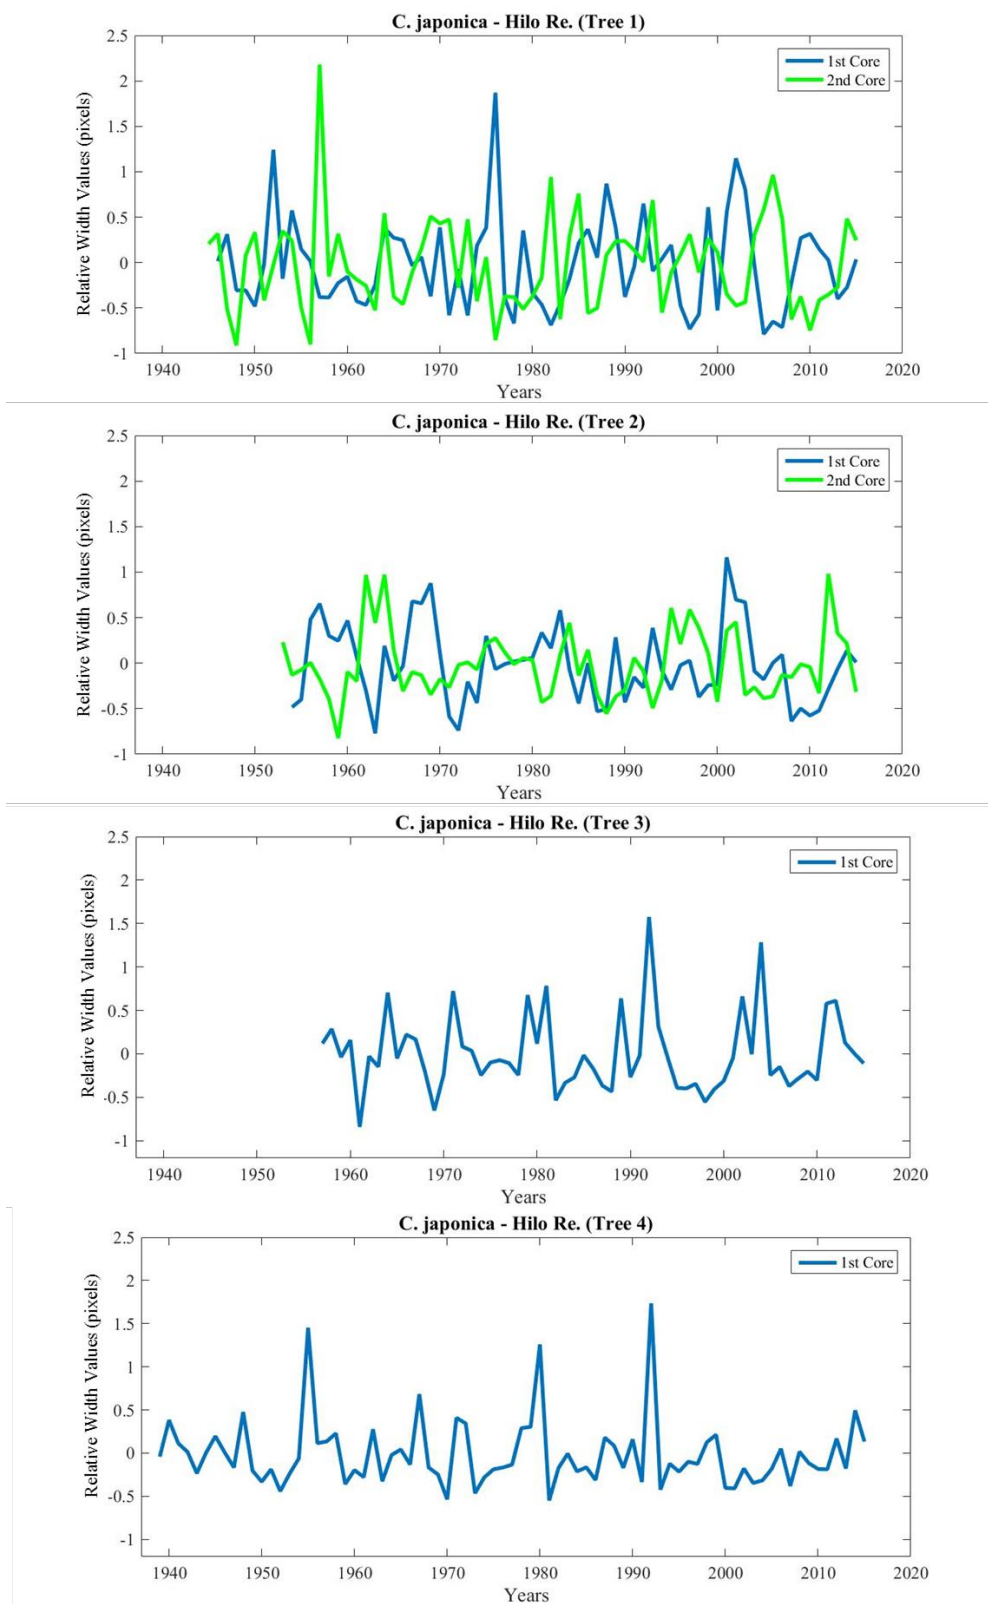 C. japonica - Hilo Re. (Tree 1)
2.5
2
1.5
1
0.5
0
-0.5
-1
Relative Width Values (pixels)
1st Core
2nd Core
1940 1950 1960 1970 1980 1990 2000 2010 2020
Years
C. japonica - Hilo Re. (Tree 2)
2.5
2
1.5
1
0.5
0
-0.5
-1
Relative Width Values (pixels)
1st Core
2nd Core
1940 1950 1960 1970 1980 1990 2000 2010 2020
Years
C. japonica - Hilo Re. (Tree 3)
2.5
2
1.5
1
0.5
0
-0.5
-1
Relative Width Values (pixels)
1st Core
1940 1950 1960 1970 1980 1990 2000 2010 2020
Years
C. japonica - Hilo Re. (Tree 4)
2.5
2
1.5
1
0.5
0
-0.5
-1
Relative Width Values (pixels)
1st Core
1940 1950 1960 1970 1980 1990 2000 2010 2020
Years